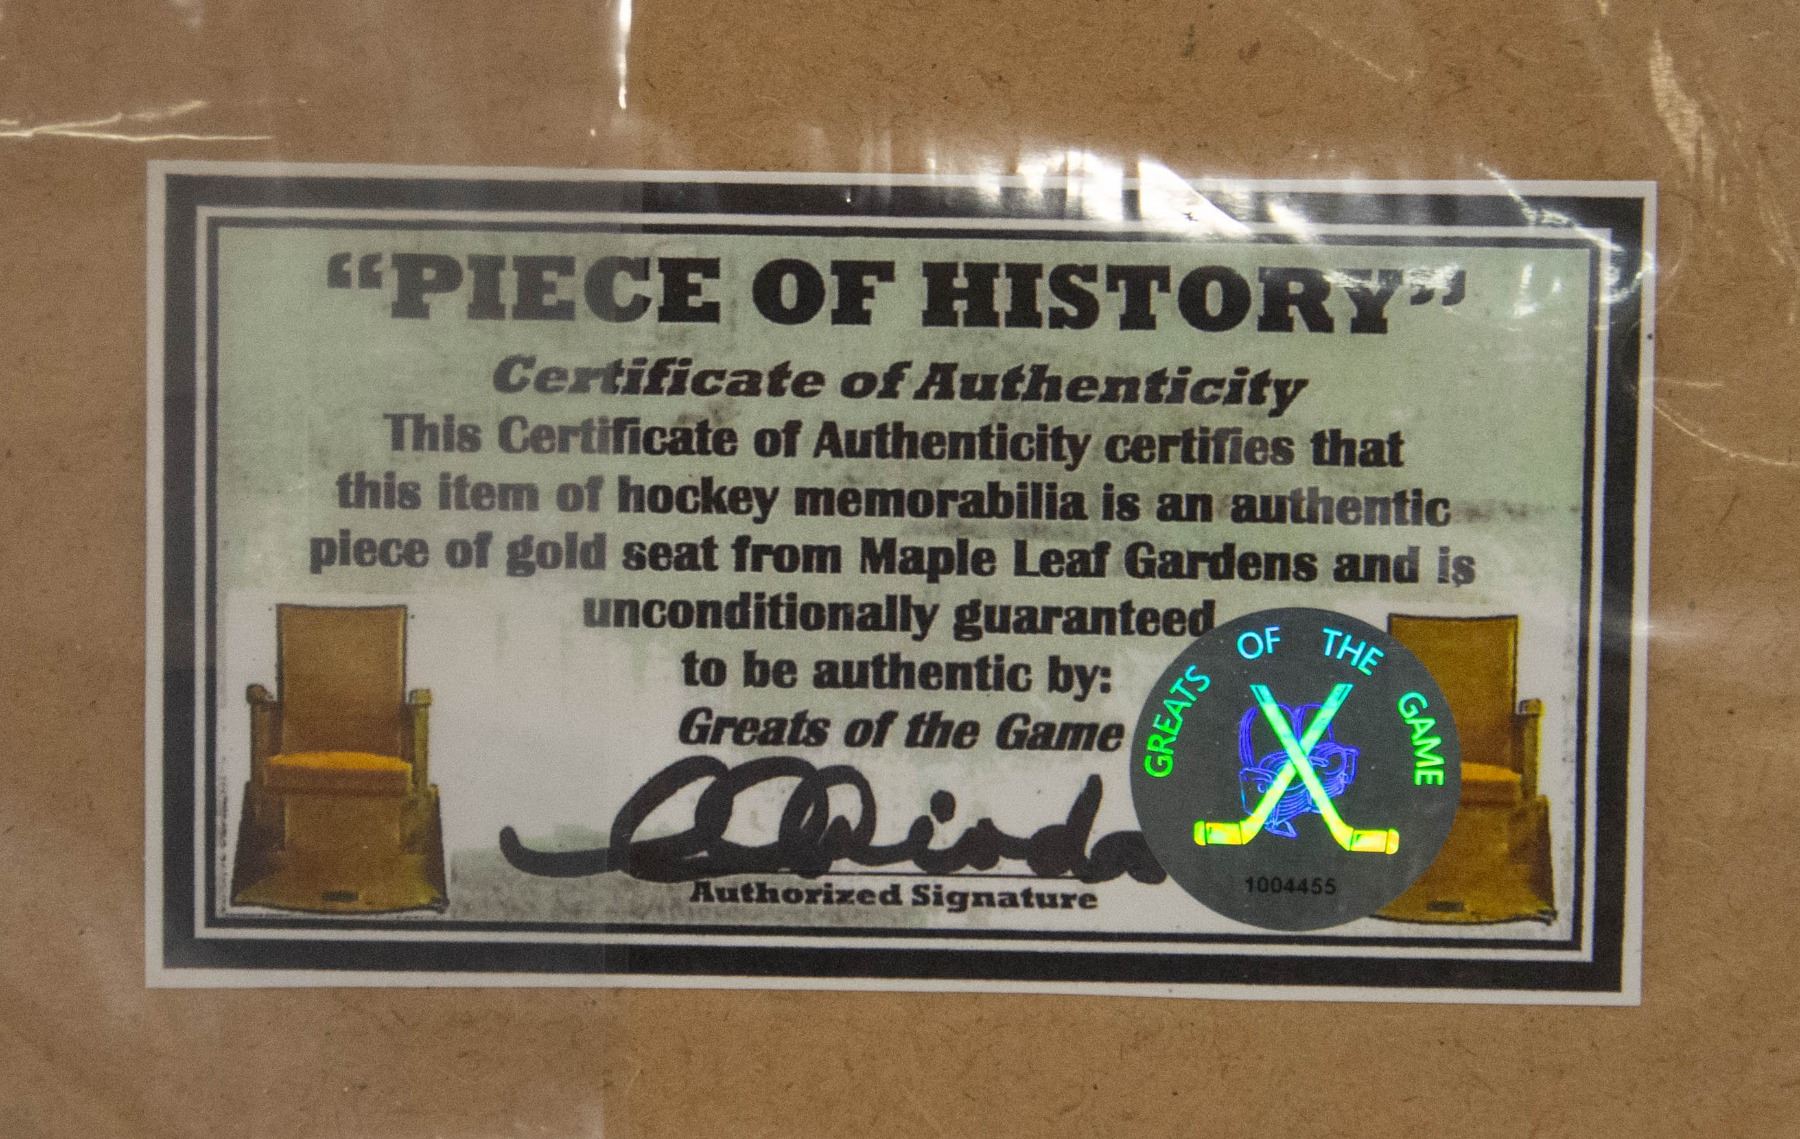 “PIECE OF HISTORY”
Certificate of Authenticity
This Certificate of Authenticity certifies that
this item of hockey memorabilia is an authentic
piece of gold seat from Maple Leaf Gardens and is
unconditionally guaranteed
to be authentic by:
Greats of the Game
Authorized Signature
GREATS OF THE GAME
1004455